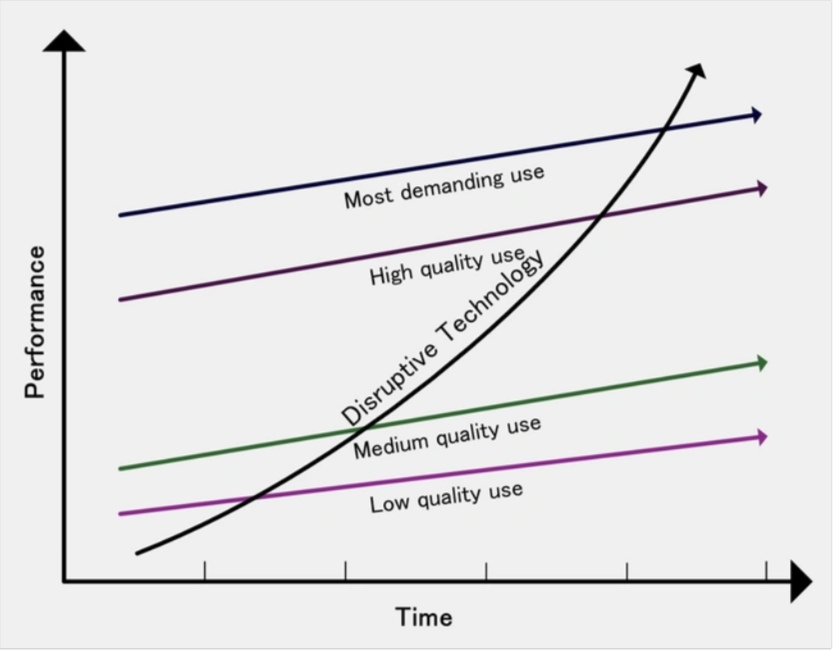 Most demanding use
High quality use
Disruptive Technology
Medium quality use
Low quality use
Performance
Time